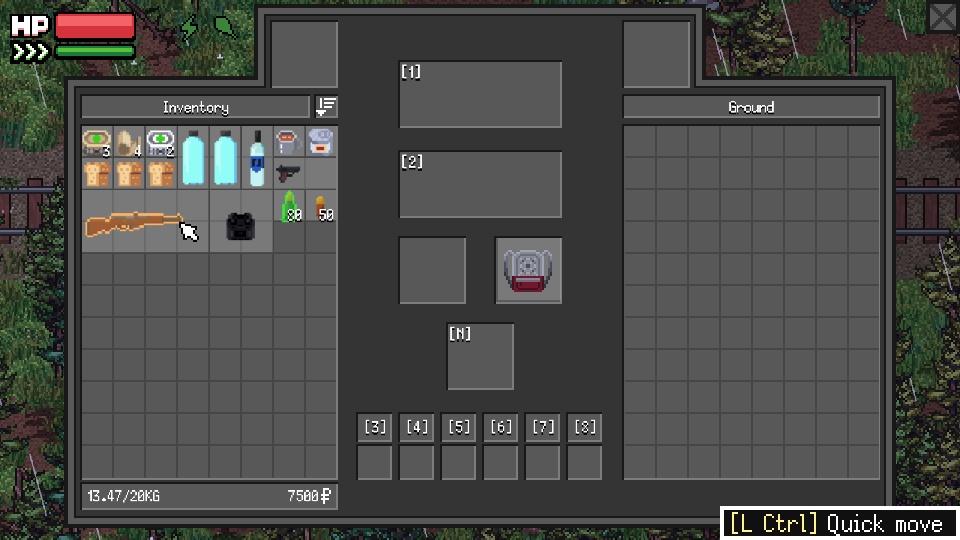 HP
>>>
Inventory
Ground
[1]
3
4
2
[2]
80
50
[N]
[3] [4] [5] [6] [7] [8]
13.47/20KG 7500₽
[L Ctrl] Quick move